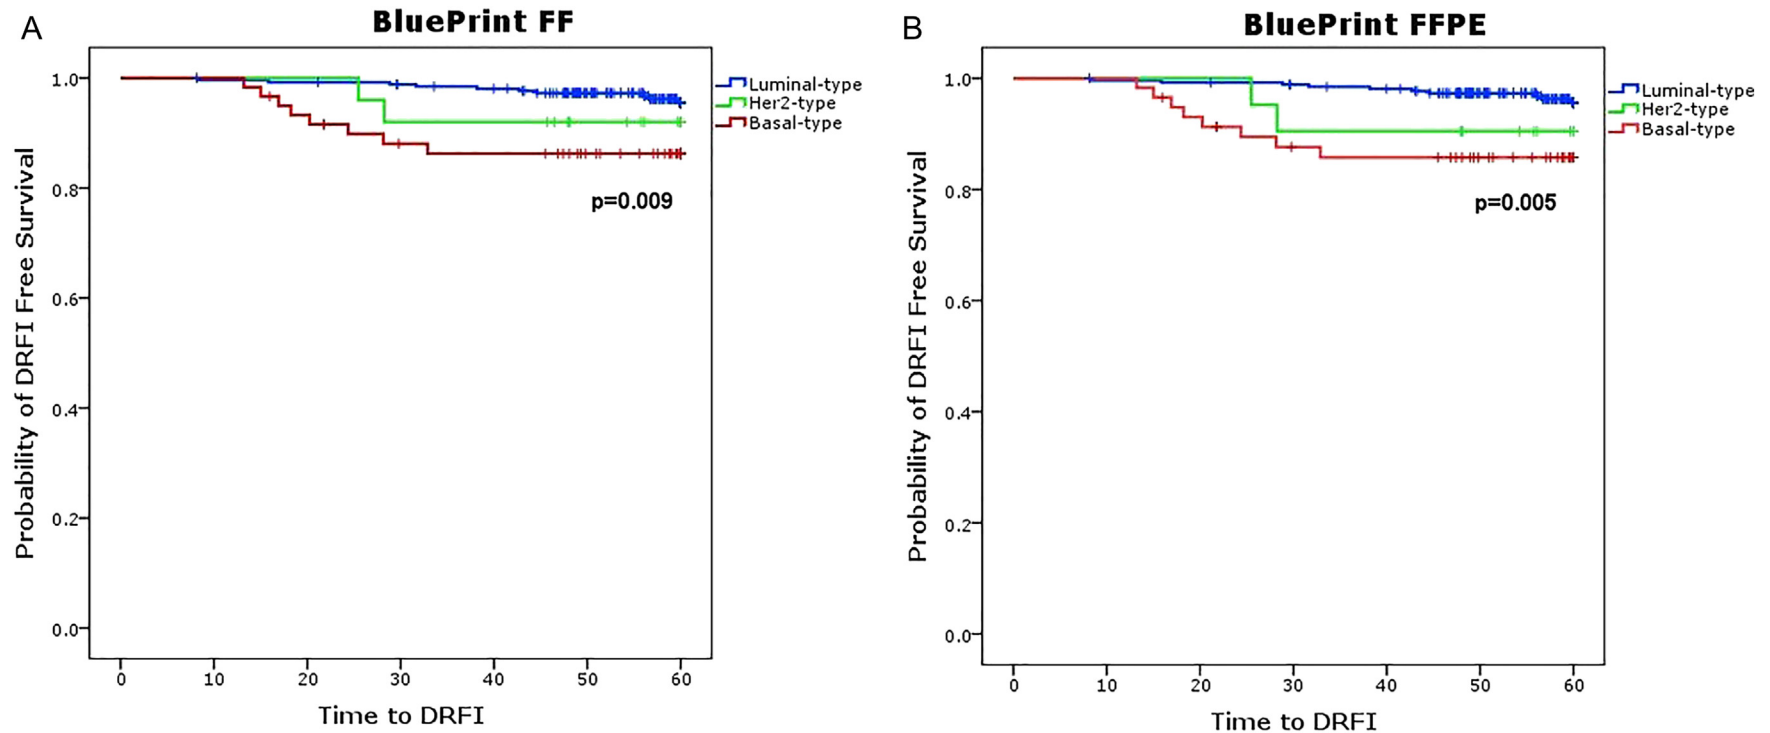 A
BluePrint FF
Probability of DRFI Free Survival
1.0
0.8
0.6
0.4
0.2
0.0
0 10 20 30 40 50 60
Time to DRFI
Luminal-type
Her2-type
Basal-type
p=0.009
B
BluePrint FFPE
Probability of DRFI Free Survival
1.0
0.8
0.6
0.4
0.2
0.0
0 10 20 30 40 50 60
Time to DRFI
Luminal-type
Her2-type
Basal-type
p=0.005